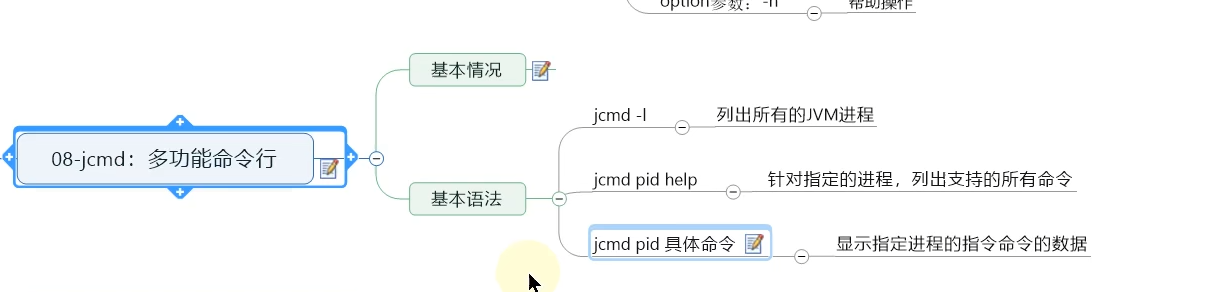 option参数：-h
帮助操作
基本情况
jcmd -l
列出所有的JVM进程
08-jcmd：多功能命令行
jcmd pid help
针对指定的进程，列出支持的所有命令
基本语法
jcmd pid 具体命令
显示指定进程的指令命令的数据